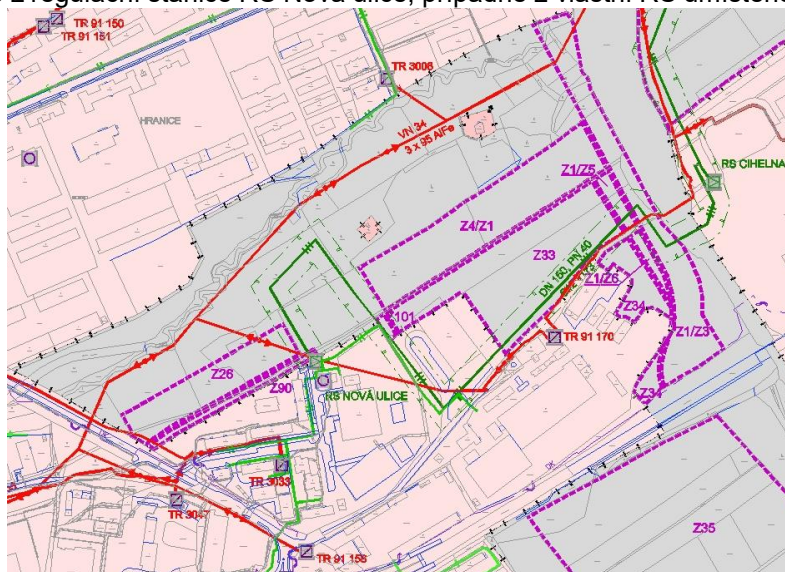 z regulační stanice RS Nová ulice, případně z vlastní RS umístěné
TR 91 150
TR 91 151
TR 3006
HRANICE
VN 34
3 x 95 AlFe
RS CIHELNA
Z1/Z5
Z4/Z1
Z33
DN 150, PN 40
Z1/Z6
Z101
Z34
Z1/Z3
TR 91 170
Z26
Z90
RS NOVÁ ULICE
Z34
TR 3033
TR 3047
Z35
TR 91 156